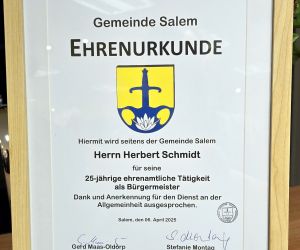 Gemeinde Salem
EHRENURKUNDE
Hiermit wird seitens der Gemeinde Salem
Herrn Herbert Schmidt
für seine
25-jährige ehrenamtliche Tätigkeit
als Bürgermeister
Dank und Anerkennung für den Dienst an der
Allgemeinheit ausgesprochen.
Salem, den 06. April 2025
Gerd Maas-Oldörp Stefanie Montag